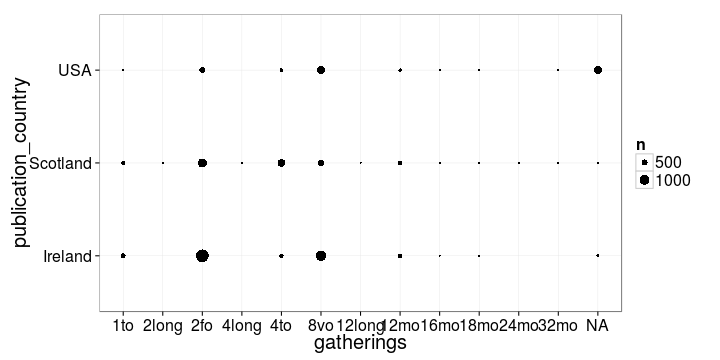 publication_country
USA
Scotland
Ireland
1to 2long 2fo 4long 4to 8vo 12long 12mo 16mo 18mo 24mo 32mo NA
gatherings
n
500
1000